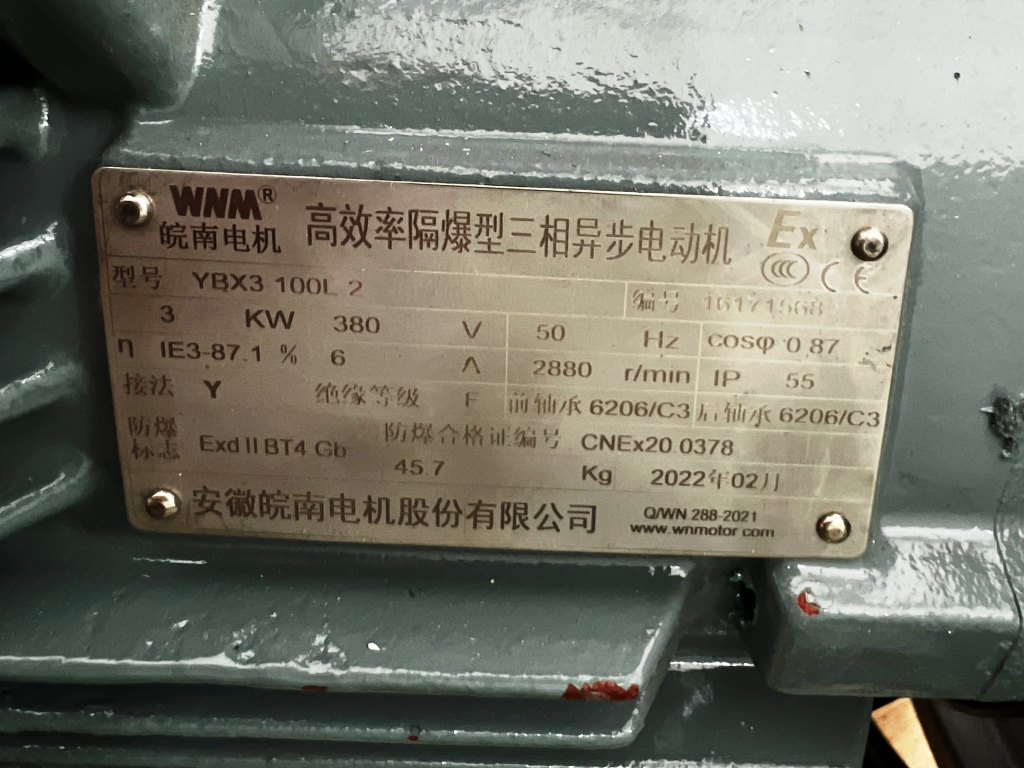 WNM®
皖南电机 高效率隔爆型三相异步电动机 Ex
CCC CE
型号 YBX3 100L 2 编号 16171568
3 KW 380 V 50 Hz cosφ 0.87
η IE3-87.1 % 6 A 2880 r/min IP 55
接法 Y 绝缘等级 F 前轴承 6206/C3 后轴承 6206/C3
防爆标志 Exd II BT4 Gb 防爆合格证编号 CNEx20 0378
45.7 Kg 2022年02月
安徽皖南电机股份有限公司 Q/WN 288-2021
www.wnmotor com